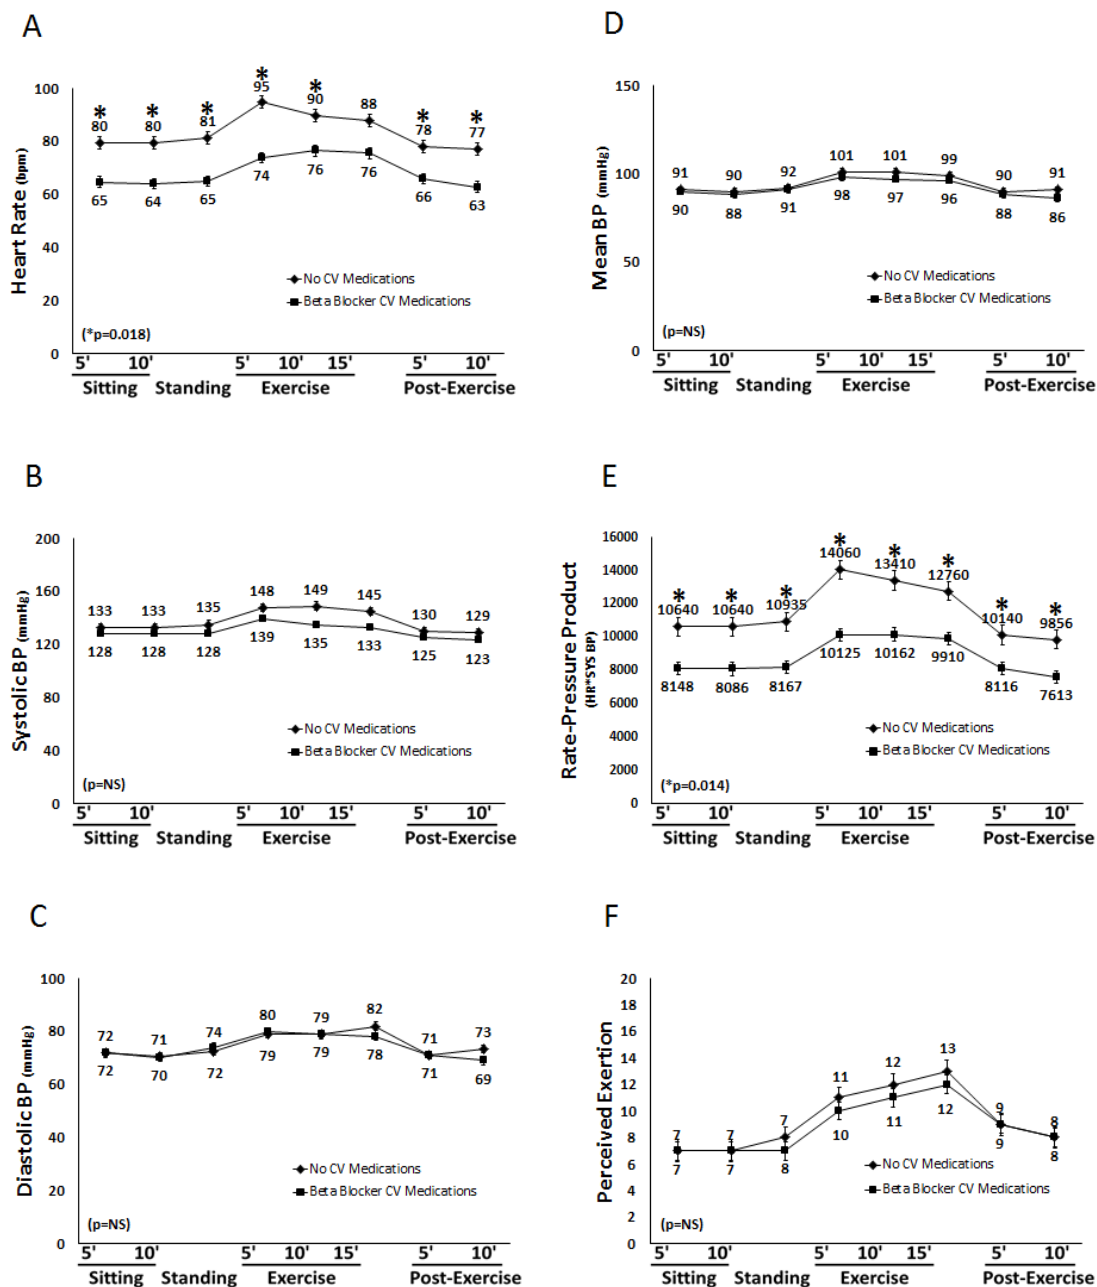 A
Heart Rate (bpm)
100
80
60
40
20
0
80 80 81 95 90 88 78 77
* * * * * * *
65 64 65 74 76 76 66 63
No CV Medications
Beta Blocker CV Medications
(*p=0.018)
5' 10' 5' 10' 15' 5' 10'
Sitting Standing Exercise Post-Exercise
B
Systolic BP (mmHg)
200
160
120
80
40
0
133 133 135 148 149 145 130 129
128 128 128 139 135 133 125 123
No CV Medications
Beta Blocker CV Medications
(p=NS)
5' 10' 5' 10' 15' 5' 10'
Sitting Standing Exercise Post-Exercise
C
Diastolic BP (mmHg)
100
80
60
40
20
0
72 71 74 80 79 82 71 73
72 70 72 79 79 78 71 69
No CV Medications
Beta Blocker CV Medications
(p=NS)
5' 10' 5' 10' 15' 5' 10'
Sitting Standing Exercise Post-Exercise
D
Mean BP (mmHg)
150
100
50
0
91 90 92 101 101 99 90 91
90 88 91 98 97 96 88 86
No CV Medications
Beta Blocker CV Medications
(p=NS)
5' 10' 5' 10' 15' 5' 10'
Sitting Standing Exercise Post-Exercise
E
Rate-Pressure Product
(HR*SYS BP)
16000
14000
12000
10000
8000
6000
4000
2000
0
* * * * * * * *
10640 10640 10935 14060 13410 12760 10140 9856
8148 8086 8167 10125 10162 9910 8116 7613
No CV Medications
Beta Blocker CV Medications
(*p=0.014)
5' 10' 5' 10' 15' 5' 10'
Sitting Standing Exercise Post-Exercise
F
Perceived Exertion
20
18
16
14
12
10
8
6
4
2
0
7 7 7 11 12 13 9 8
7 7 8 10 11 12 9 8
No CV Medications
Beta Blocker CV Medications
(p=NS)
5' 10' 5' 10' 15' 5' 10'
Sitting Standing Exercise Post-Exercise